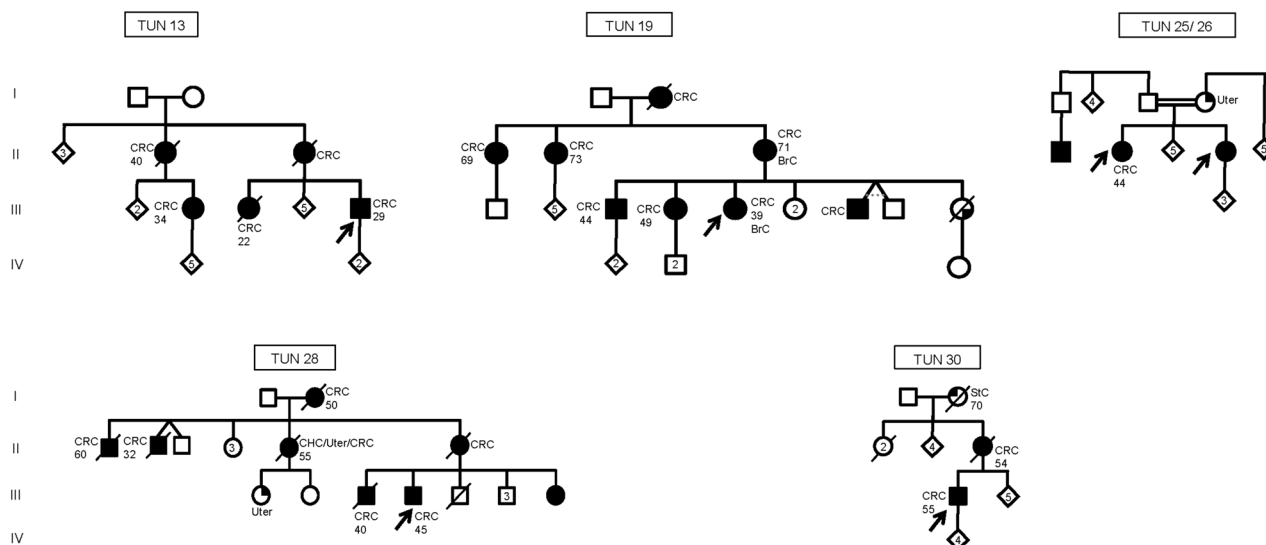 TUN 13
TUN 19
TUN 25/ 26
I
CRC
4
Uter
II
3
CRC
40
CRC
CRC
69
CRC
73
CRC
71
BrC
CRC
44
5
5
III
2
CRC
34
CRC
22
5
CRC
29
5
CRC
44
CRC
49
CRC
39
BrC
2
CRC
3
IV
5
2
2
2
TUN 28
TUN 30
I
CRC
50
StC
70
II
CRC
60
CRC
32
3
CHC/Uter/CRC
55
CRC
2
4
CRC
54
III
Uter
CRC
40
CRC
45
3
CRC
55
5
IV
4